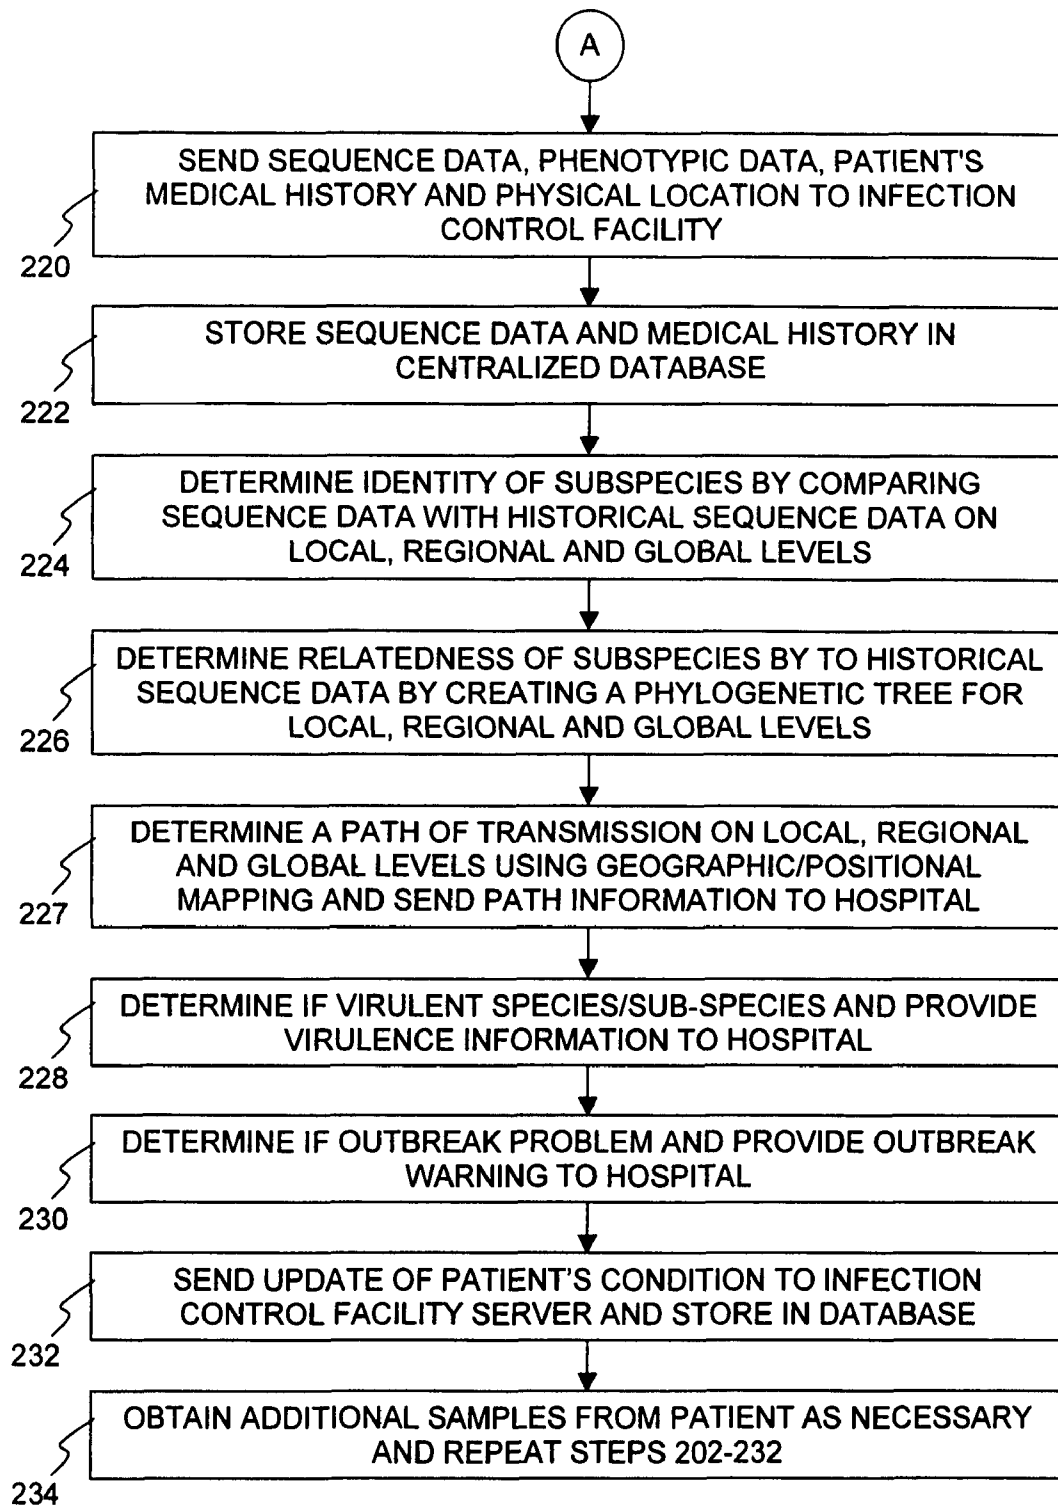 A
SEND SEQUENCE DATA, PHENOTYPIC DATA, PATIENT'S
MEDICAL HISTORY AND PHYSICAL LOCATION TO INFECTION
CONTROL FACILITY
220
STORE SEQUENCE DATA AND MEDICAL HISTORY IN
CENTRALIZED DATABASE
222
DETERMINE IDENTITY OF SUBSPECIES BY COMPARING
SEQUENCE DATA WITH HISTORICAL SEQUENCE DATA ON
LOCAL, REGIONAL AND GLOBAL LEVELS
224
DETERMINE RELATEDNESS OF SUBSPECIES BY TO HISTORICAL
SEQUENCE DATA BY CREATING A PHYLOGENETIC TREE FOR
LOCAL, REGIONAL AND GLOBAL LEVELS
226
DETERMINE A PATH OF TRANSMISSION ON LOCAL, REGIONAL
AND GLOBAL LEVELS USING GEOGRAPHIC/POSITIONAL
MAPPING AND SEND PATH INFORMATION TO HOSPITAL
227
DETERMINE IF VIRULENT SPECIES/SUB-SPECIES AND PROVIDE
VIRULENCE INFORMATION TO HOSPITAL
228
DETERMINE IF OUTBREAK PROBLEM AND PROVIDE OUTBREAK
WARNING TO HOSPITAL
230
SEND UPDATE OF PATIENT'S CONDITION TO INFECTION
CONTROL FACILITY SERVER AND STORE IN DATABASE
232
OBTAIN ADDITIONAL SAMPLES FROM PATIENT AS NECESSARY
AND REPEAT STEPS 202-232
234